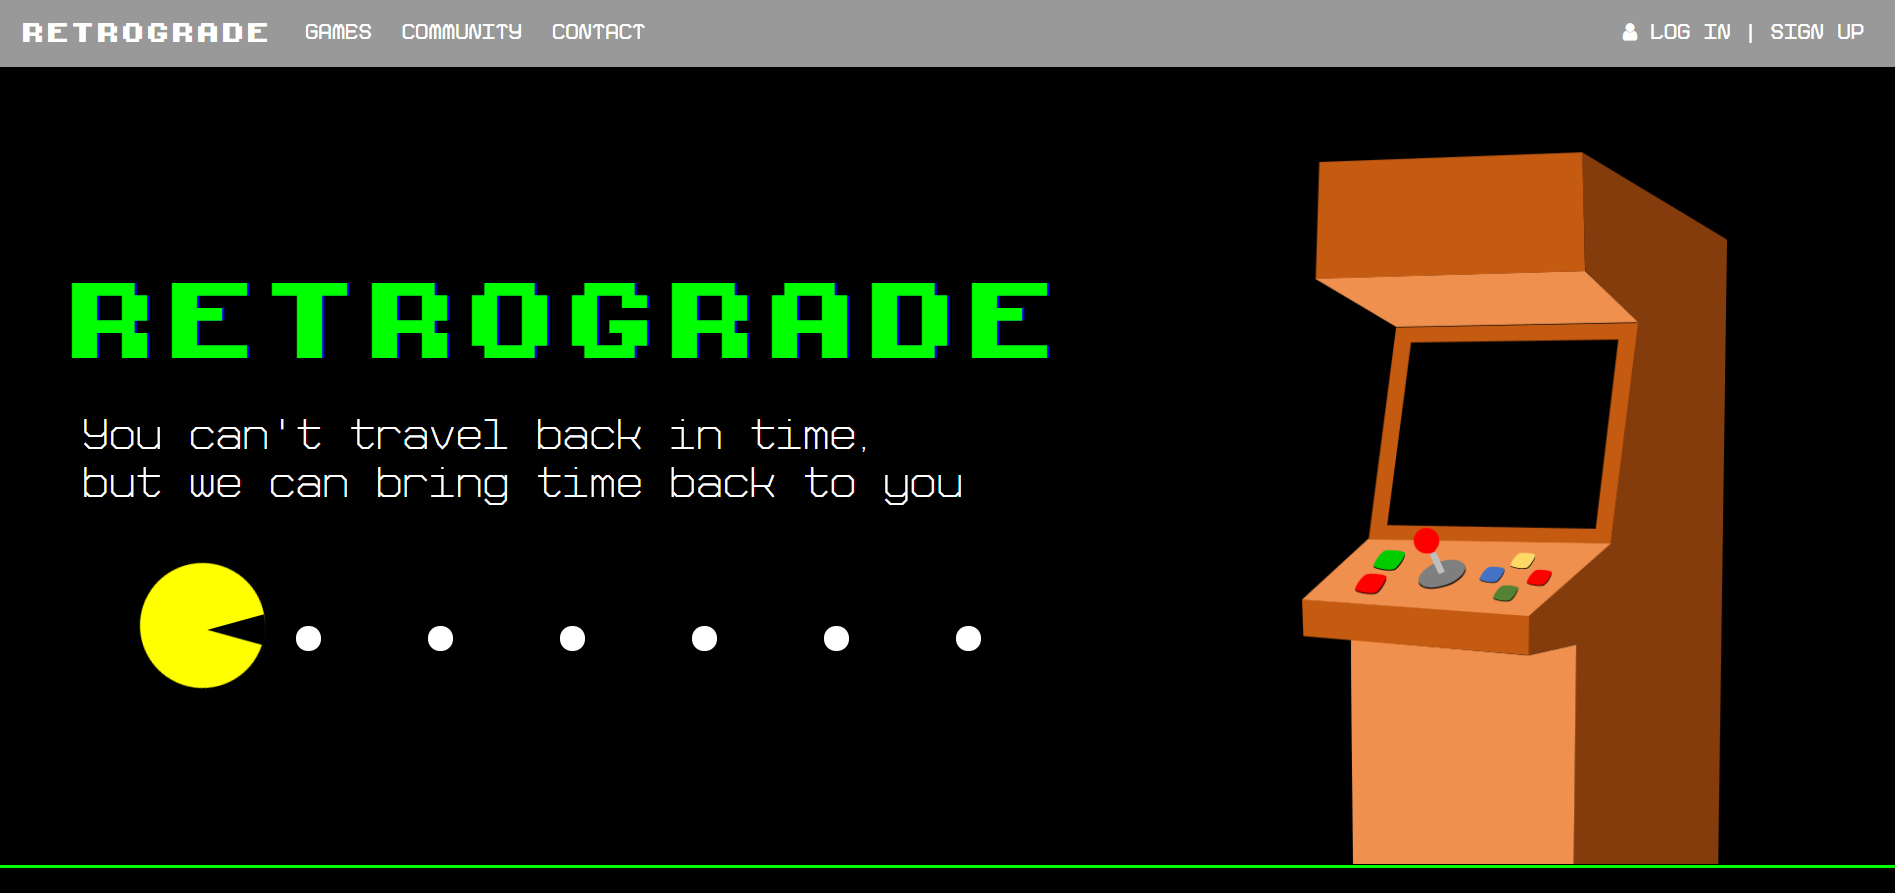 RETROGRADE GAMES COMMUNITY CONTACT LOG IN | SIGN UP
RETROGRADE
You can't travel back in time,
but we can bring time back to you